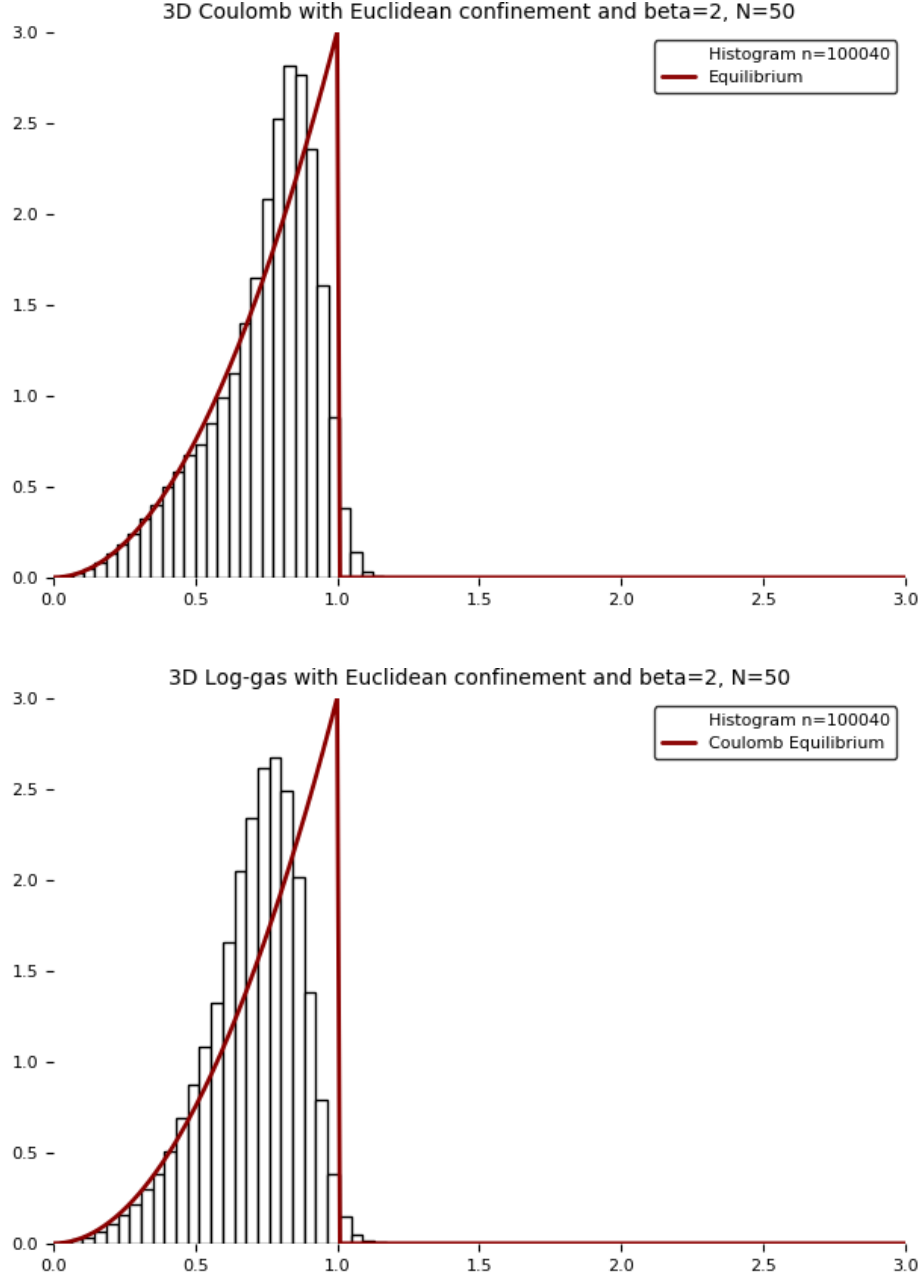 3D Coulomb with Euclidean confinement and beta=2, N=50
3.0
Histogram n=100040
Equilibrium
2.5
2.0
1.5
1.0
0.5
0.0
0.0 0.5 1.0 1.5 2.0 2.5 3.0
3D Log-gas with Euclidean confinement and beta=2, N=50
3.0
Histogram n=100040
Coulomb Equilibrium
2.5
2.0
1.5
1.0
0.5
0.0
0.0 0.5 1.0 1.5 2.0 2.5 3.0